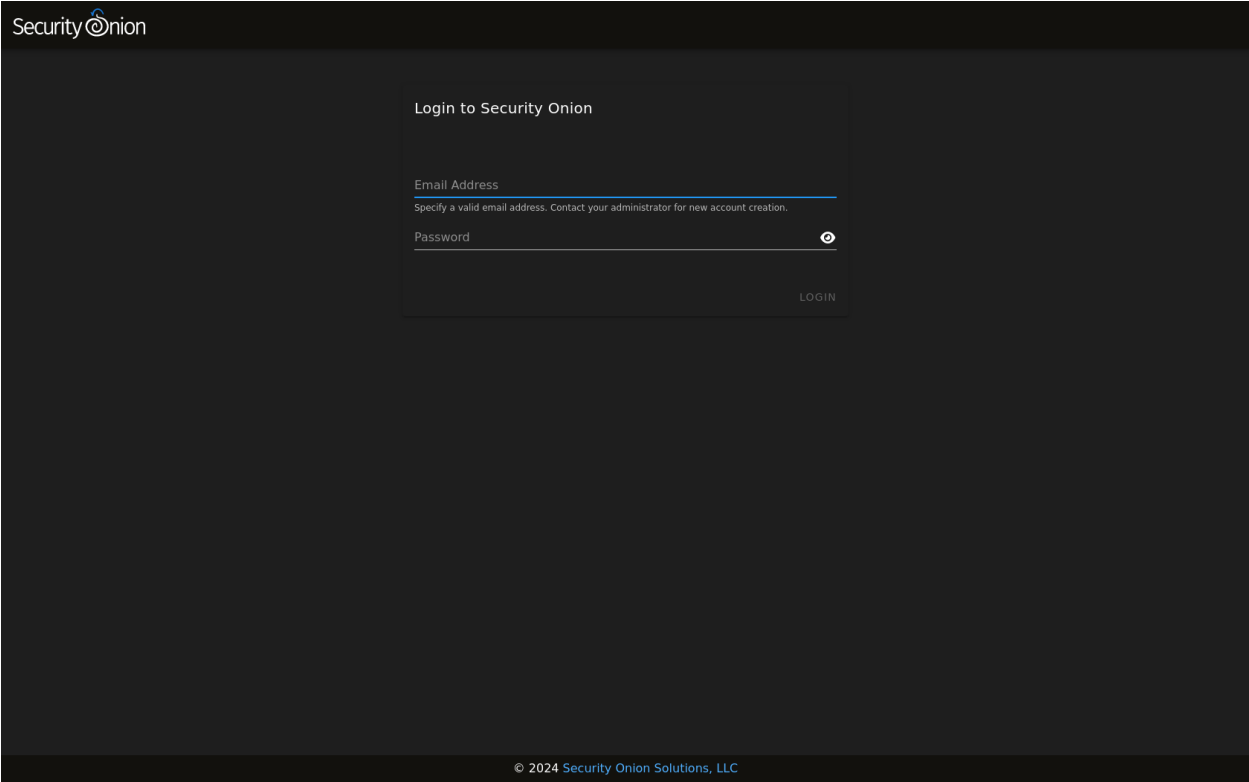 Security Onion
Login to Security Onion
Email Address
Specify a valid email address. Contact your administrator for new account creation.
Password
LOGIN
© 2024 Security Onion Solutions, LLC